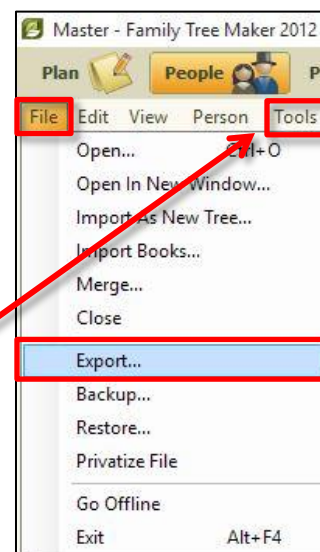 Master - Family Tree Maker 2012
Plan People P
File Edit View Person Tools
Open... Ctrl+O
Open In New Window...
Import As New Tree...
Import Books...
Merge...
Close
Export...
Backup...
Restore...
Privatize File
Go Offline
Exit Alt+F4